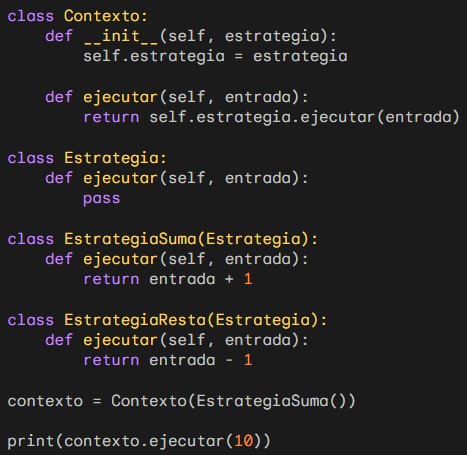 class Contexto:
    def __init__(self, estrategia):
        self.estrategia = estrategia

    def ejecutar(self, entrada):
        return self.estrategia.ejecutar(entrada)

class Estrategia:
    def ejecutar(self, entrada):
        pass

class EstrategiaSuma(Estrategia):
    def ejecutar(self, entrada):
        return entrada + 1

class EstrategiaResta(Estrategia):
    def ejecutar(self, entrada):
        return entrada - 1

contexto = Contexto(EstrategiaSuma())

print(contexto.ejecutar(10))